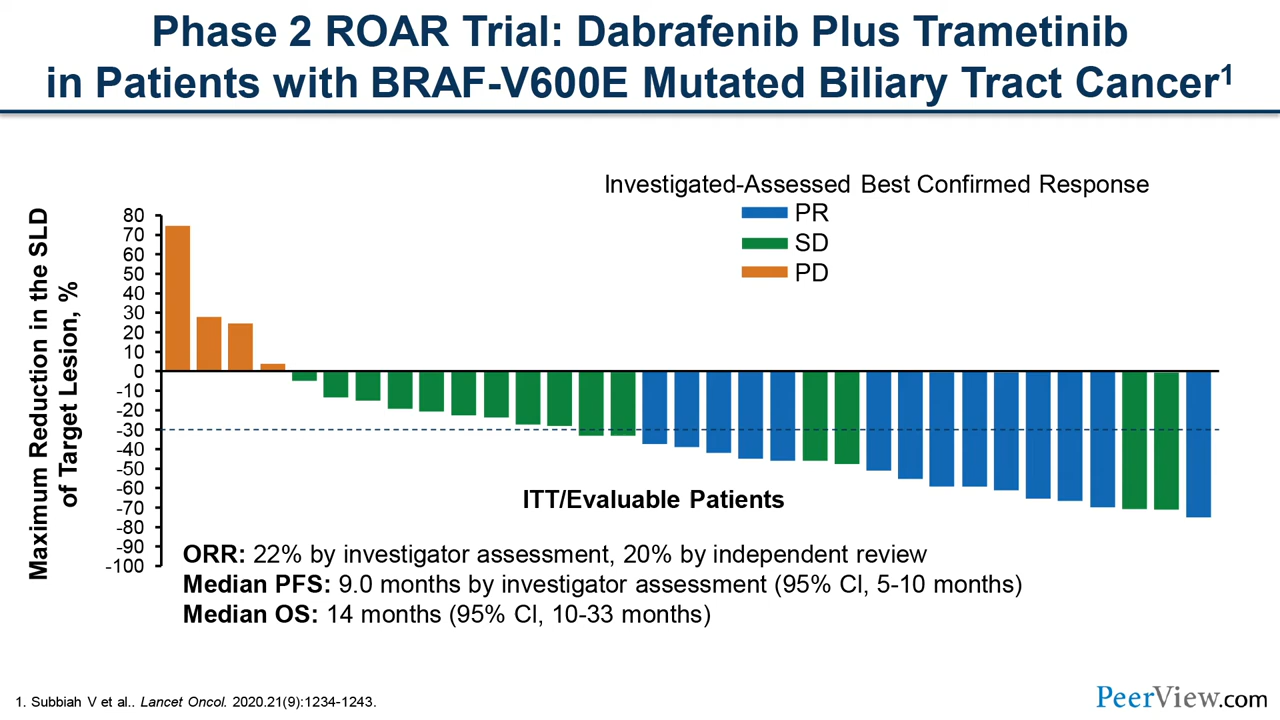 Phase 2 ROAR Trial: Dabrafenib Plus Trametinib
in Patients with BRAF-V600E Mutated Biliary Tract Cancer1
Investigated-Assessed Best Confirmed Response
PR
SD
PD
Maximum Reduction in the SLD
of Target Lesion, %
80
70
60
50
40
30
20
10
0
-10
-20
-30
-40
-50
-60
-70
-80
-90
-100
ITT/Evaluable Patients
ORR: 22% by investigator assessment, 20% by independent review
Median PFS: 9.0 months by investigator assessment (95% CI, 5-10 months)
Median OS: 14 months (95% CI, 10-33 months)
1. Subbiah V et al.. Lancet Oncol. 2020.21(9):1234-1243.
PeerView.com